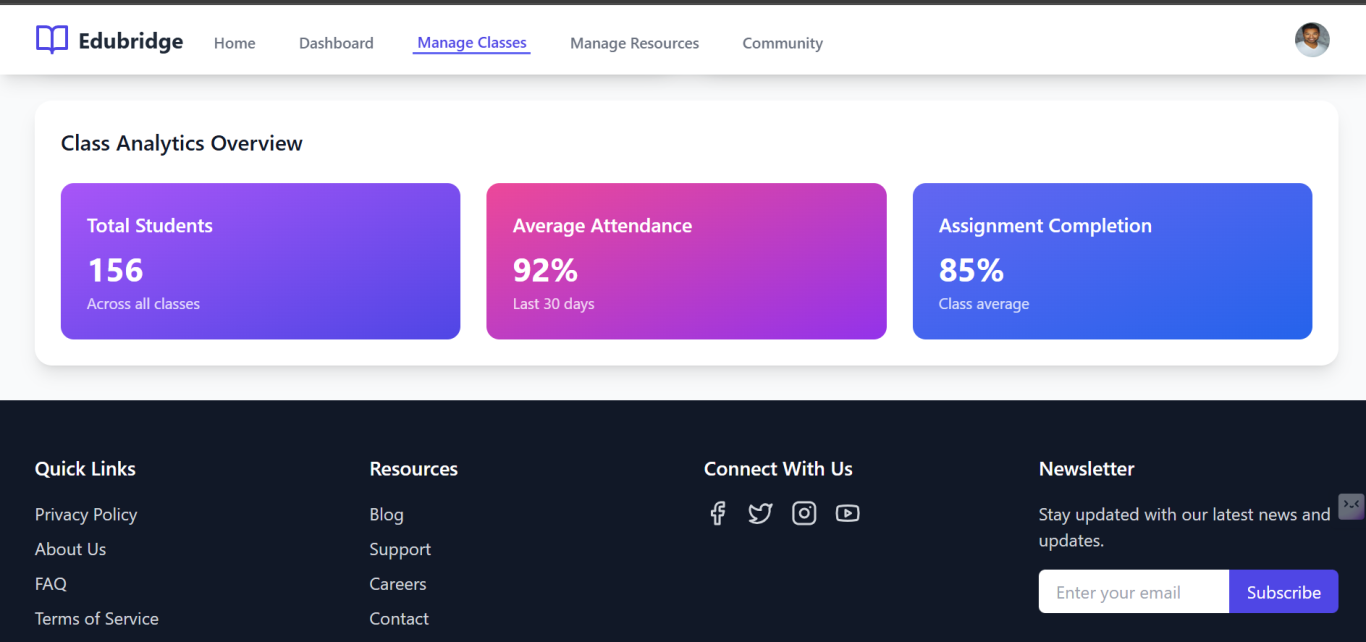 Edubridge
Home
Dashboard
Manage Classes
Manage Resources
Community
Class Analytics Overview
Total Students
156
Across all classes
Average Attendance
92%
Last 30 days
Assignment Completion
85%
Class average
Quick Links
Privacy Policy
About Us
FAQ
Terms of Service
Resources
Blog
Support
Careers
Contact
Connect With Us
Newsletter
Stay updated with our latest news and
updates.
Enter your email
Subscribe